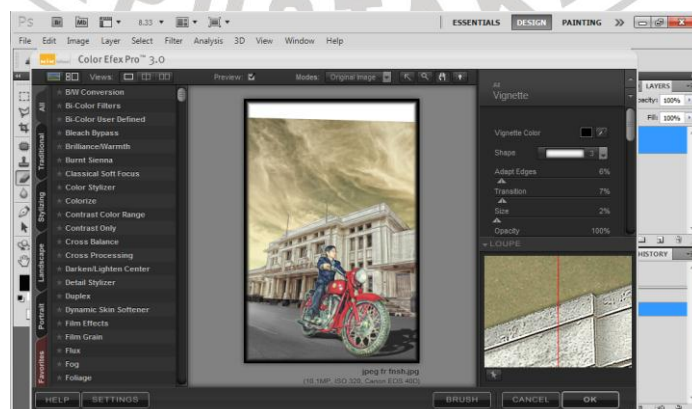 Ps Br Mb 8.33 ESSENTIALS DESIGN PAINTING
File Edit Image Layer Select Filter Analysis 3D View Window Help
Color Efex Pro™ 3.0
Views: Preview: Modes: Original Image
All
Traditional
Stylizing
Landscape
Portrait
Favorites
B/W Conversion
Bi-Color Filters
Bi-Color User Defined
Bleach Bypass
Brilliance/Warmth
Burnt Sienna
Classical Soft Focus
Color Stylizer
Colorize
Contrast Color Range
Contrast Only
Cross Balance
Cross Processing
Darken/Lighten Center
Detail Stylizer
Duplex
Dynamic Skin Softener
Film Effects
Film Grain
Flux
Fog
Foliage
jpeg fr fnsh.jpg
(10.1MP, ISO 320, Canon EOS 40D)
All
Vignette
Vignette Color
Shape 3
Adapt Edges 6%
Transition 7%
Size 2%
Opacity 100%
LOUPE
LAYERS
100%
Fill: 100%
HISTORY
HELP SETTINGS BRUSH CANCEL OK